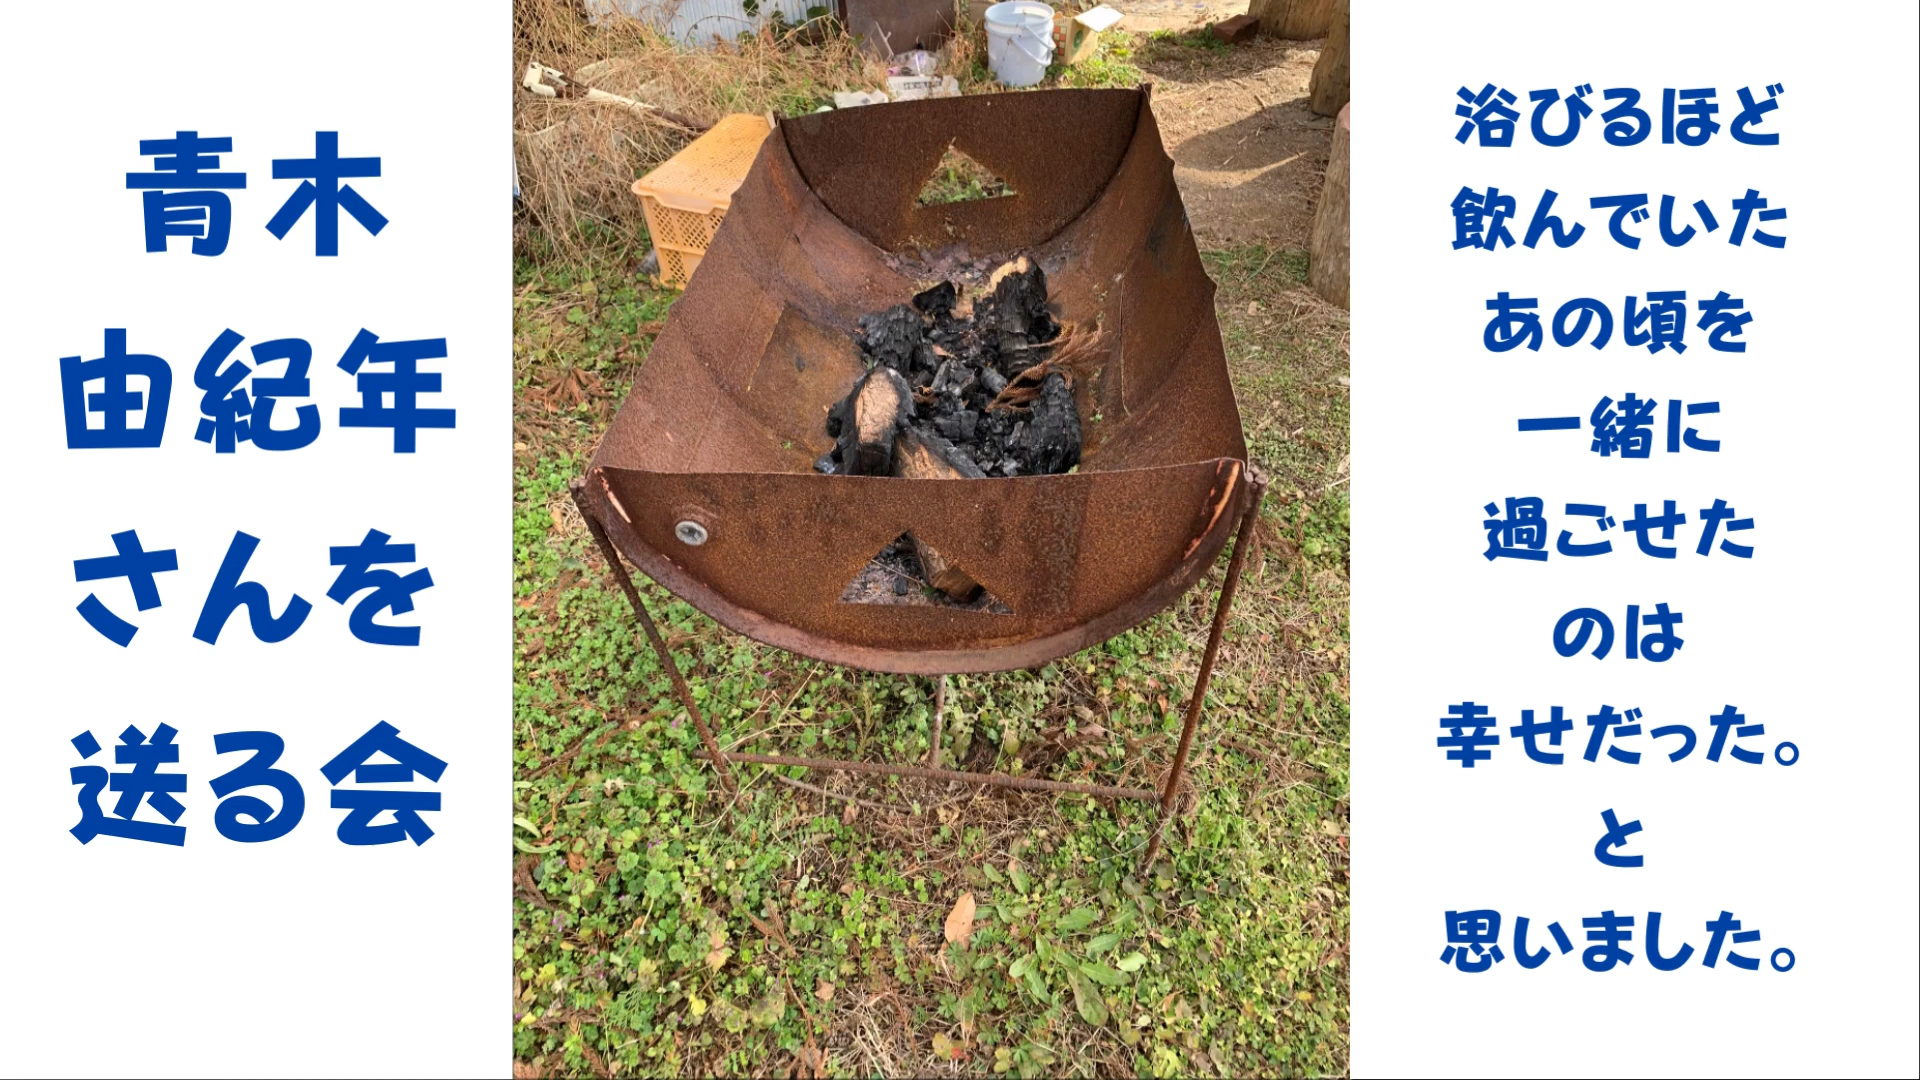 青木
由紀年
さんを
送る会
浴びるほど
飲んでいた
あの頃を
一緒に
過ごせた
のは
幸せだった。
と
思いました。